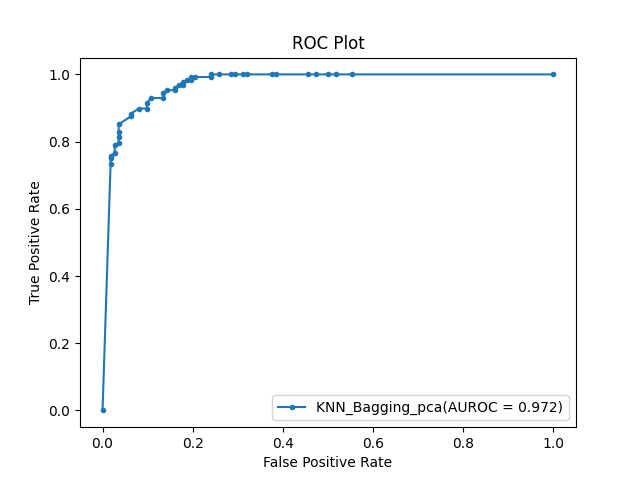 ROC Plot
True Positive Rate
1.0
0.8
0.6
0.4
0.2
0.0
KNN_Bagging_pca(AUROC = 0.972)
0.0 0.2 0.4 0.6 0.8 1.0
False Positive Rate